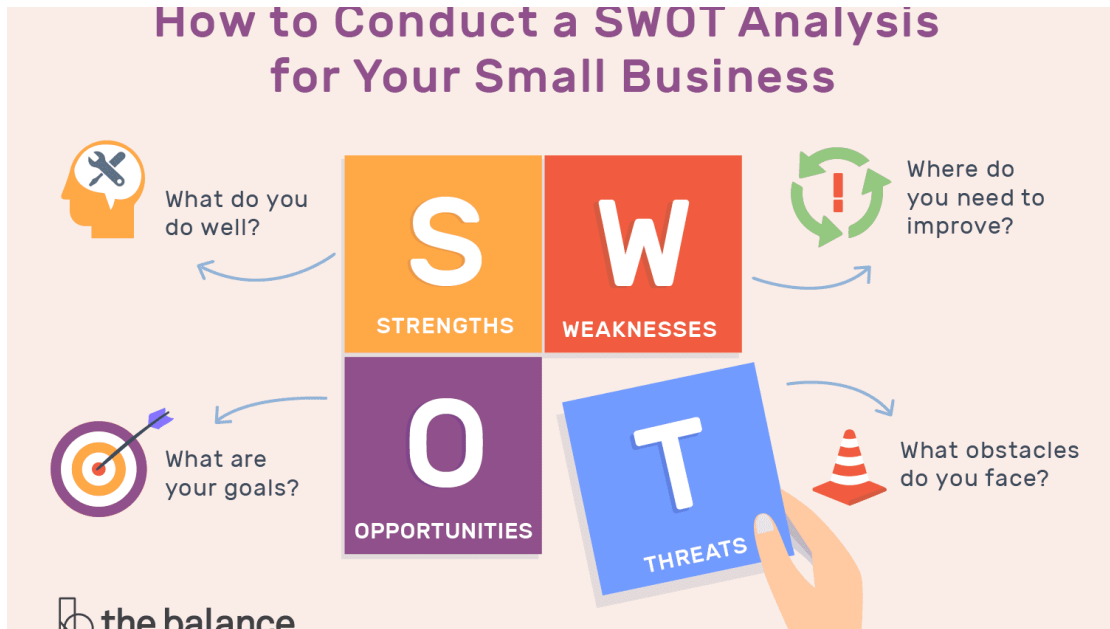 How to Conduct a SWOT Analysis
for Your Small Business
What do you
do well?
S
STRENGTHS
W
WEAKNESSES
Where do
you need to
improve?
What are
your goals?
O
OPPORTUNITIES
T
THREATS
What obstacles
do you face?
the balance